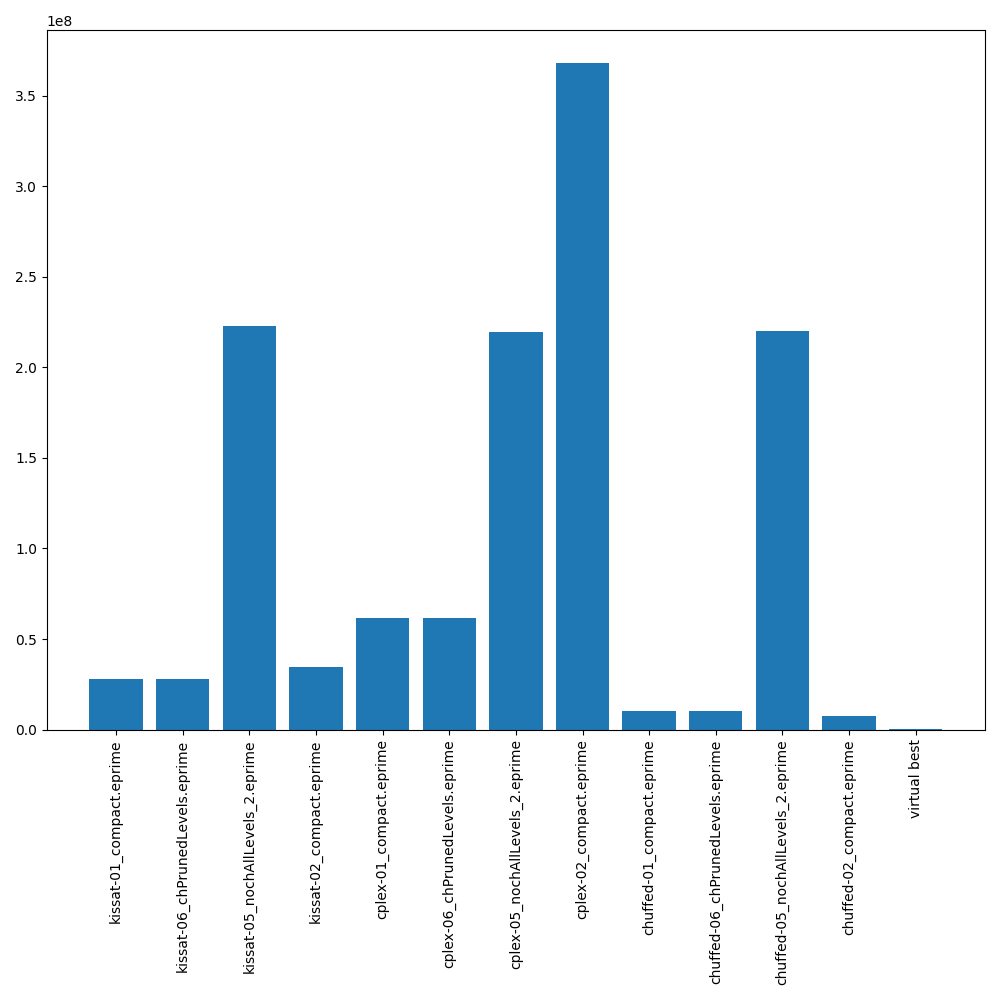 1e8
3.5
3.0
2.5
2.0
1.5
1.0
0.5
0.0
kissat-01_compact.eprime
kissat-06_chPrunedLevels.eprime
kissat-05_nochAllLevels_2.eprime
kissat-02_compact.eprime
cplex-01_compact.eprime
cplex-06_chPrunedLevels.eprime
cplex-05_nochAllLevels_2.eprime
cplex-02_compact.eprime
chuffed-01_compact.eprime
chuffed-06_chPrunedLevels.eprime
chuffed-05_nochAllLevels_2.eprime
chuffed-02_compact.eprime
virtual best